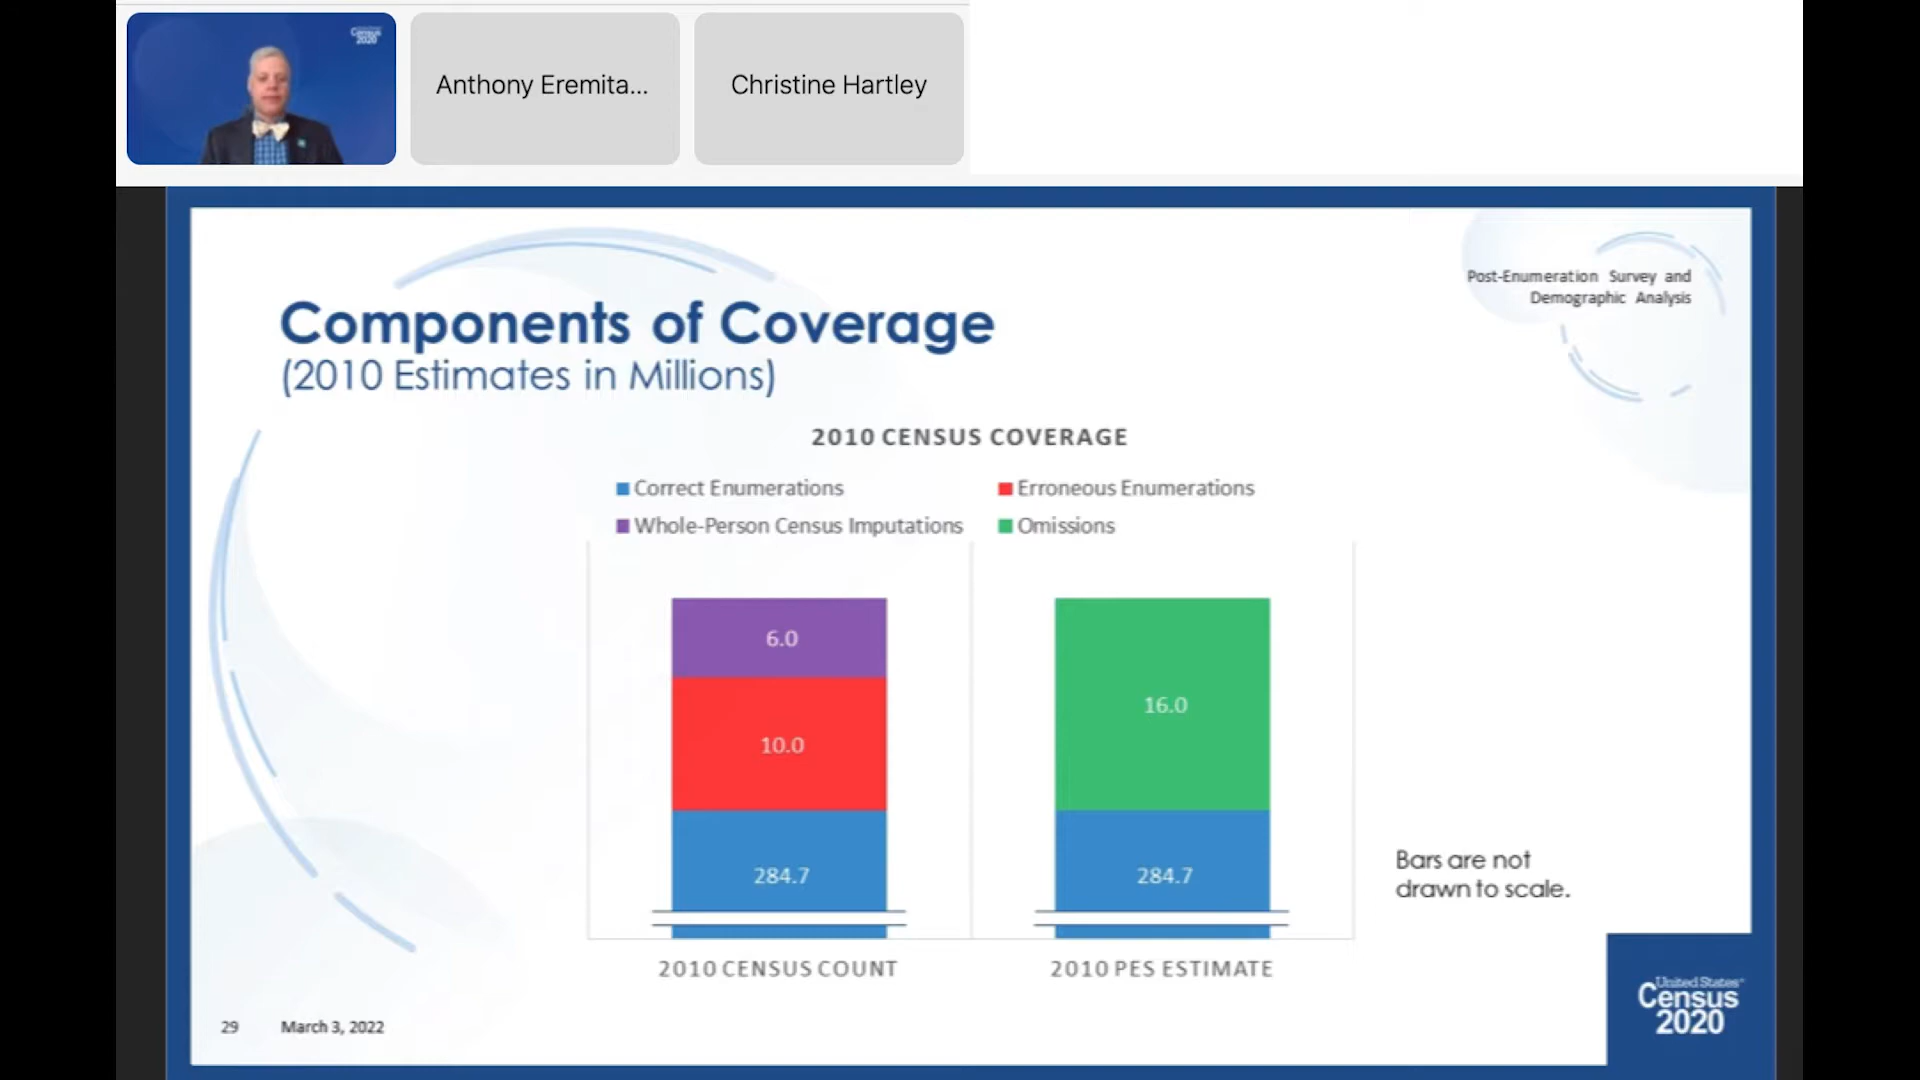 Census
2020
Anthony Eremita...
Christine Hartley
Post-Enumeration Survey and
Demographic Analysis
Components of Coverage
(2010 Estimates in Millions)
2010 CENSUS COVERAGE
Correct Enumerations
Erroneous Enumerations
Whole-Person Census Imputations
Omissions
6.0
10.0
284.7
16.0
284.7
Bars are not
drawn to scale.
2010 CENSUS COUNT
2010 PES ESTIMATE
29
March 3, 2022
United States
Census
2020